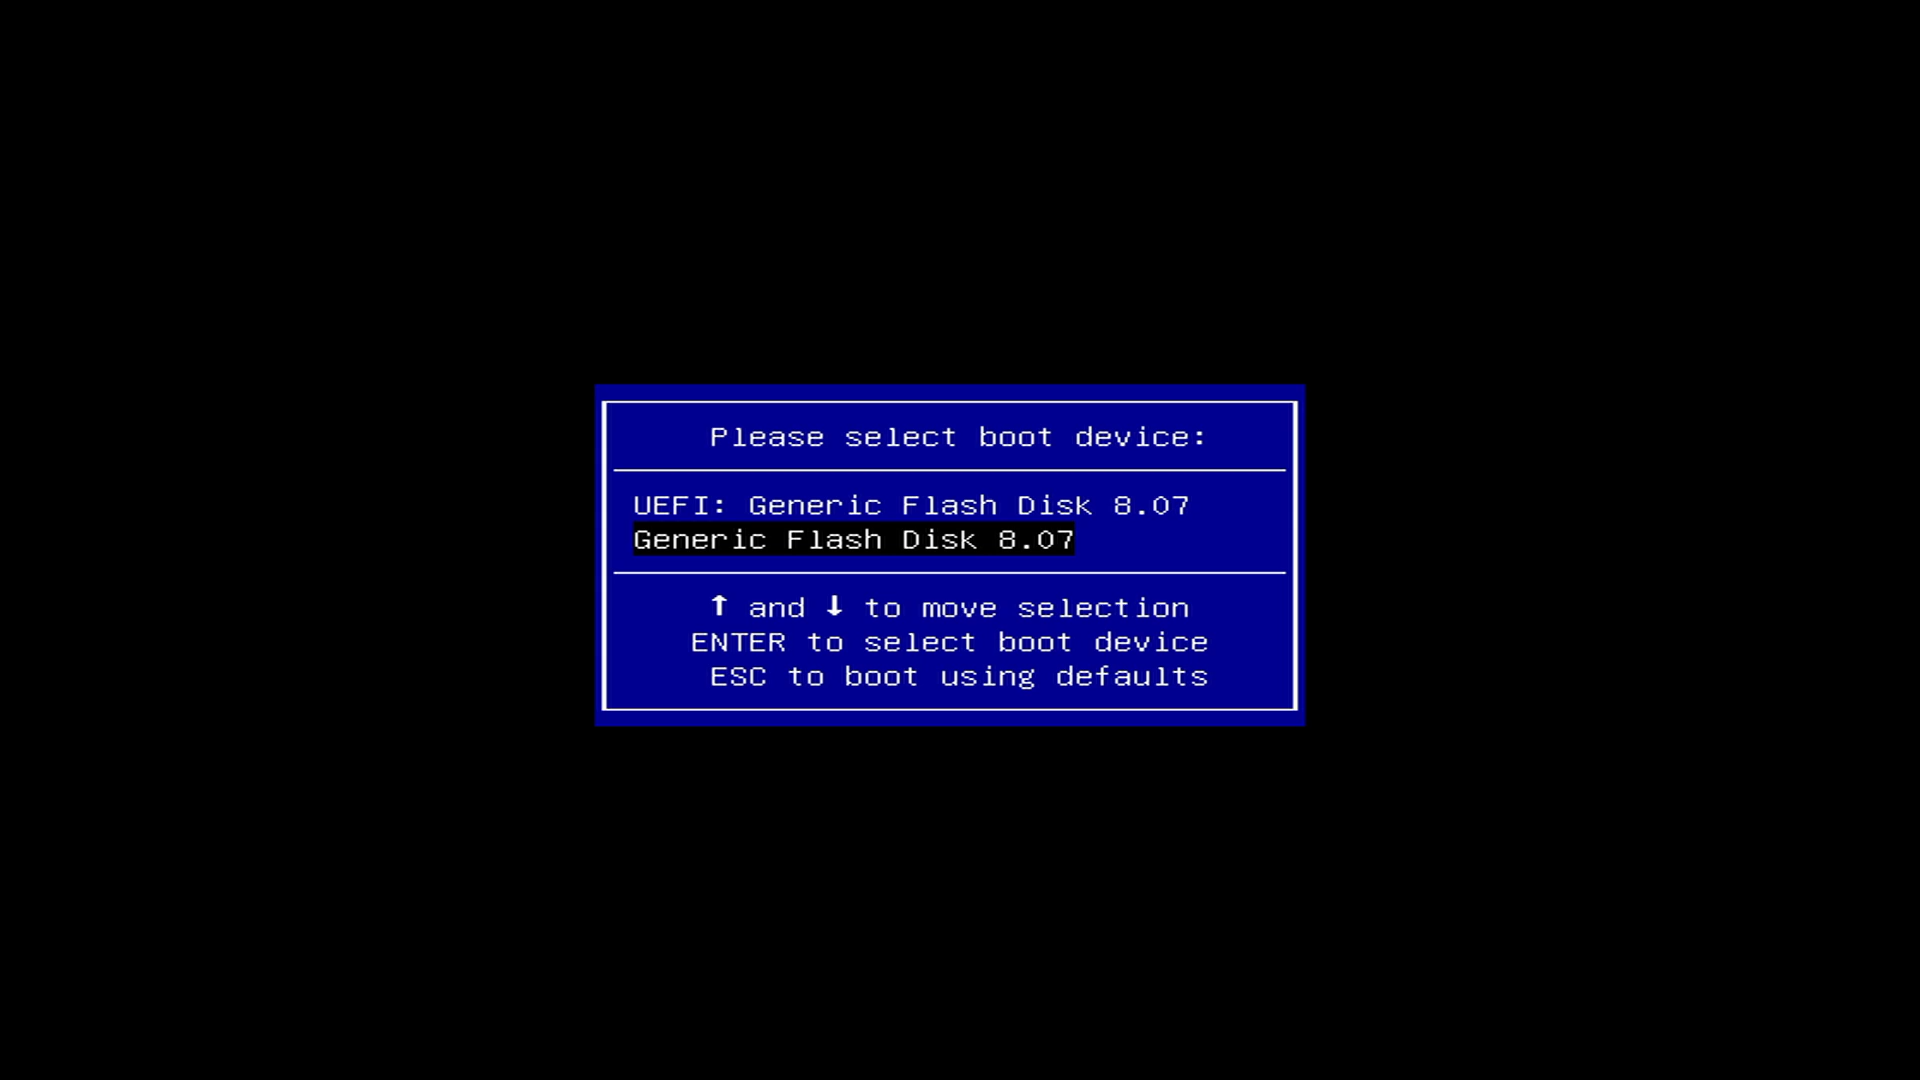 Please select boot device:
UEFI: Generic Flash Disk 8.07
Generic Flash Disk 8.07
↑ and ↓ to move selection
ENTER to select boot device
ESC to boot using defaults